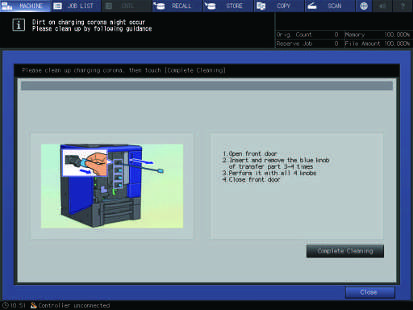 MACHINE
JOB LIST
JOBS
RECALL
STORE
COPY
SCAN
Dirt on charging corona night occur
Please clean up by following guidance
Orig. Count 0 Memory 100.000%
Reserve Job 0 File Amount 100.000%
Please clean up charging corona, then touch [Complete Cleaning]
1.Open front door
2.Insert and remove the blue knob
of transfer part 3-4 times
3.Perform it with all 4 knobs
4.Close front door
Complete Cleaning
Close
10:51 Controller unconnected